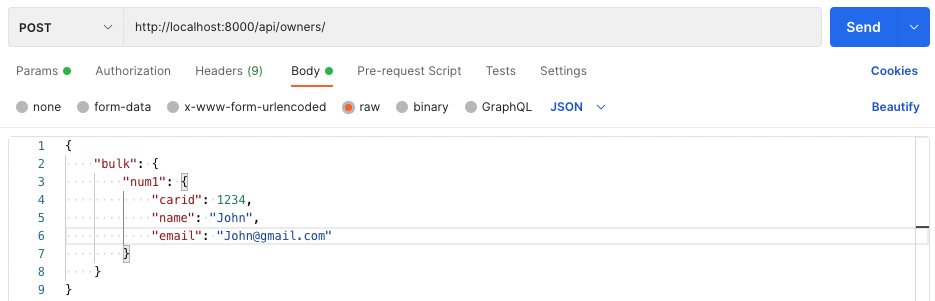 POST http://localhost:8000/api/owners/ Send
Params Authorization Headers (9) Body Pre-request Script Tests Settings Cookies
none form-data x-www-form-urlencoded raw binary GraphQL JSON Beautify
1 {
2 "bulk": {
3 "num1": {
4 "carid": 1234,
5 "name": "John",
6 "email": "John@gmail.com"
7 }
8 }
9 }